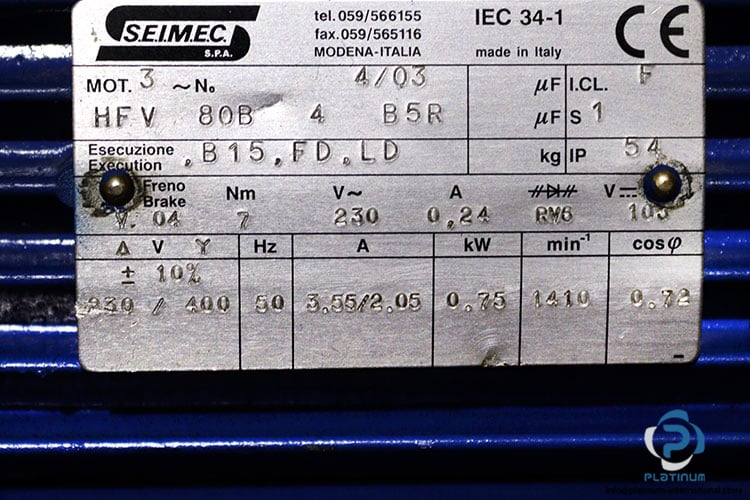 S.E.I.M.E.C.
S.P.A.
tel. 059/566155
fax. 059/565116
MODENA-ITALIA
IEC 34-1
made in Italy
CE
MOT. 3 ~ No 4/03 μF I.CL. F
HFV 80B 4 B5R μF S 1
Esecuzione
Execution .B15.FD.LD kg IP 54
Freno
Brake Nm V~ A V
V. 04 7 230 0,24 RV6 103
Δ V Y Hz A kW min-1 cosφ
± 10%
230 / 400 50 3.55/2.05 0.75 1410 0.72
PLATINUM